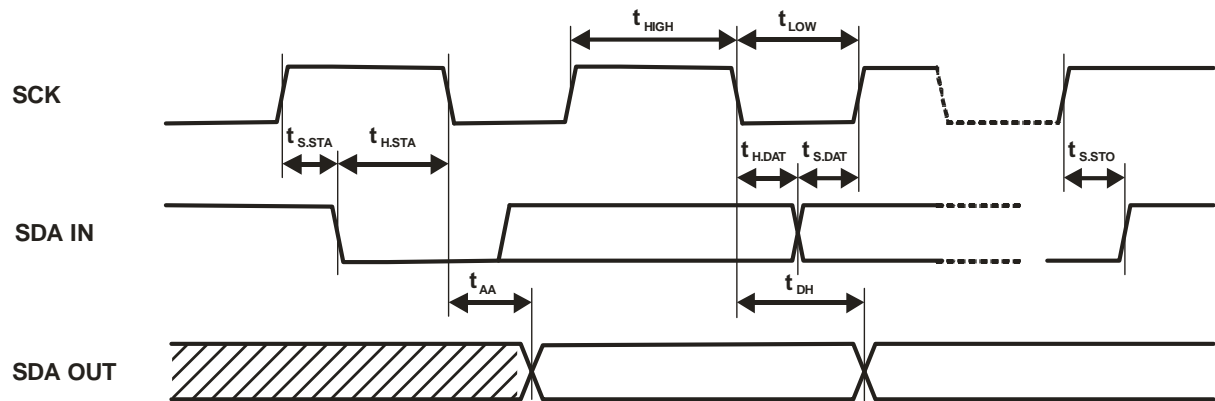 t HIGH
t LOW
SCK
t S.STA
t H.STA
t H.DAT
t S.DAT
t S.STO
SDA IN
t AA
t DH
SDA OUT